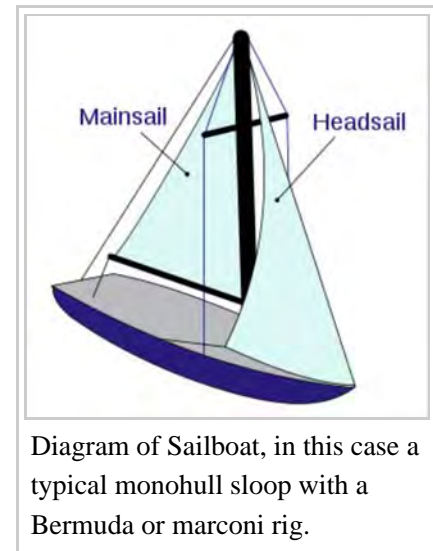 Mainsail
Headsail
Diagram of Sailboat, in this case a
typical monohull sloop with a
Bermuda or marconi rig.